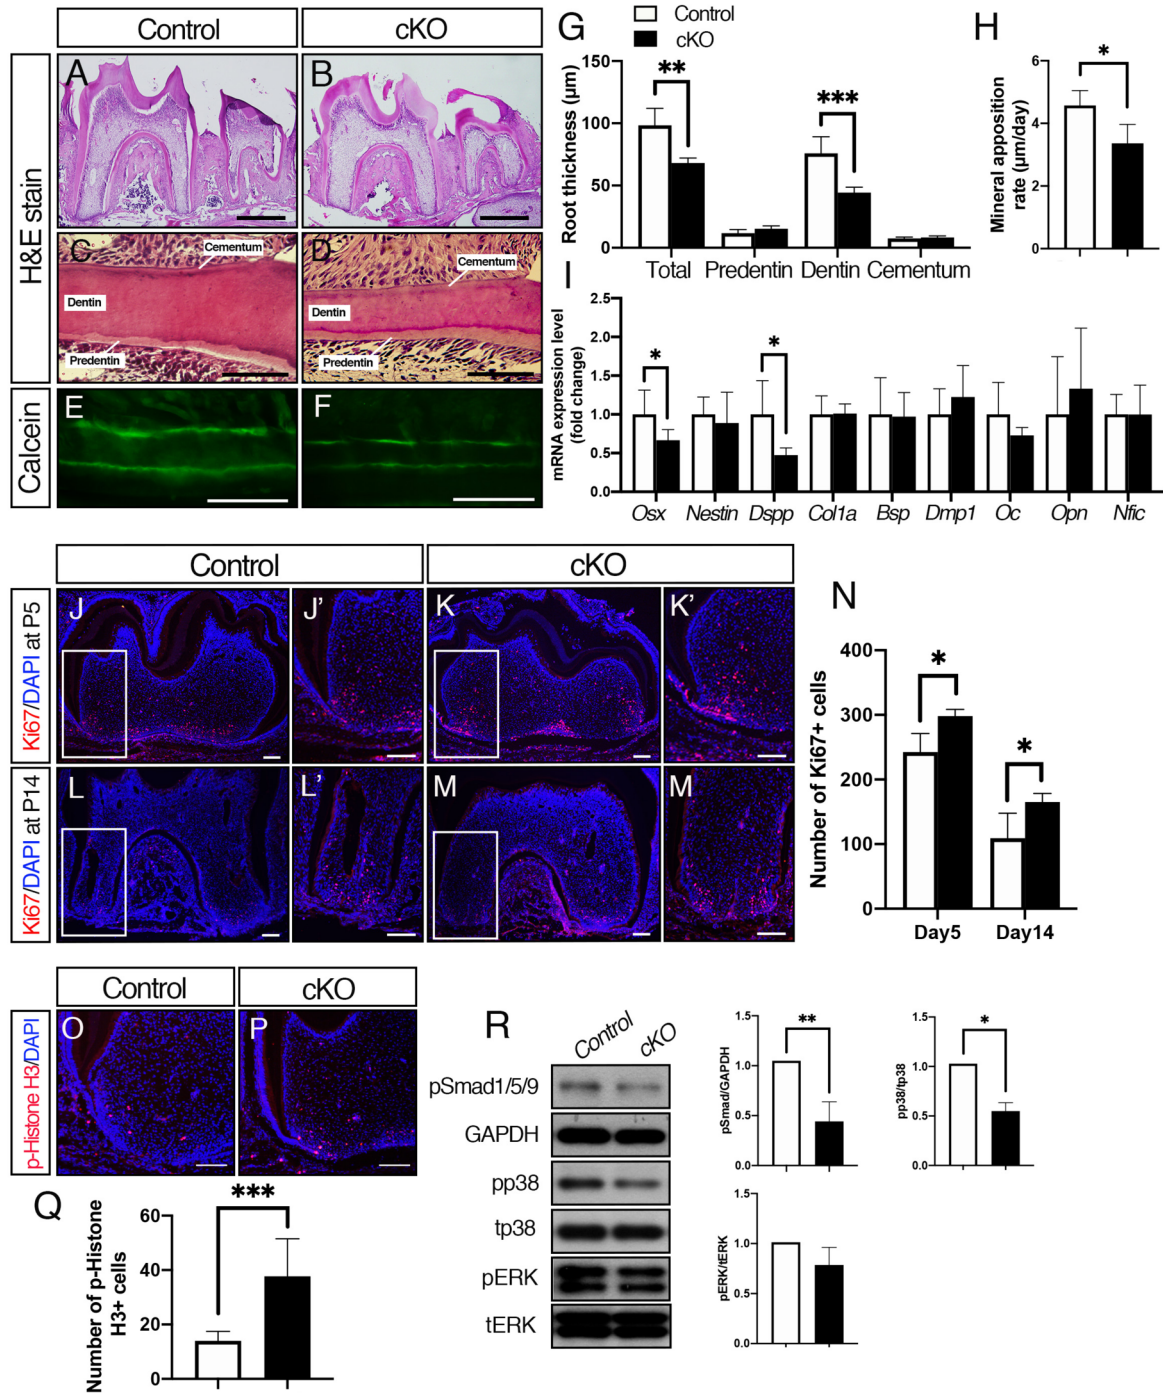 Control
cKO
H&E stain
A
B
C
Cementum
Dentin
Predentin
D
Cementum
Dentin
Predentin
Calcein
E
F
G
Control
cKO
Root thickness (μm)
150
100
50
0
**
***
Total
Predentin
Dentin
Cementum
H
Mineral apposition
rate (μm/day)
6
4
2
0
*
I
mRNA expression level
(fold change)
2.5
2.0
1.5
1.0
0.5
0.0
*
*
Osx
Nestin
Dspp
Col1a
Bsp
Dmp1
Oc
Opn
Nfic
Control
cKO
Ki67/DAPI at P5
J
J’
K
K’
Ki67/DAPI at P14
L
L’
M
M
N
Number of Ki67+ cells
400
300
200
100
0
*
*
Day5
Day14
Control
cKO
p-Histone H3/DAPI
O
P
Q
Number of p-Histone
H3+ cells
60
40
20
0
***
R
Control
cKO
pSmad1/5/9
GAPDH
pp38
tp38
pERK
tERK
pSmad/GAPDH
1.5
1.0
0.5
0.0
**
pp38/tp38
1.5
1.0
0.5
0.0
*
pERK/tERK
1.5
1.0
0.5
0.0